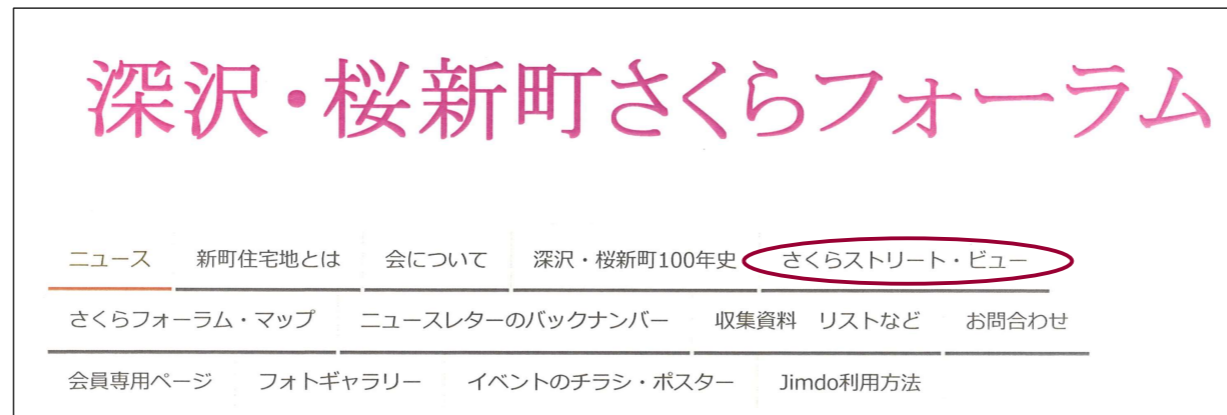 深沢・桜新町さくらフォーラム
ニュース 新町住宅地とは 会について 深沢・桜新町100年史 さくらストリート・ビュー
さくらフォーラム・マップ ニュースレターのバックナンバー 収集資料 リストなど お問合わせ
会員専用ページ フォトギャラリー イベントのチラシ・ポスター Jimdo利用方法